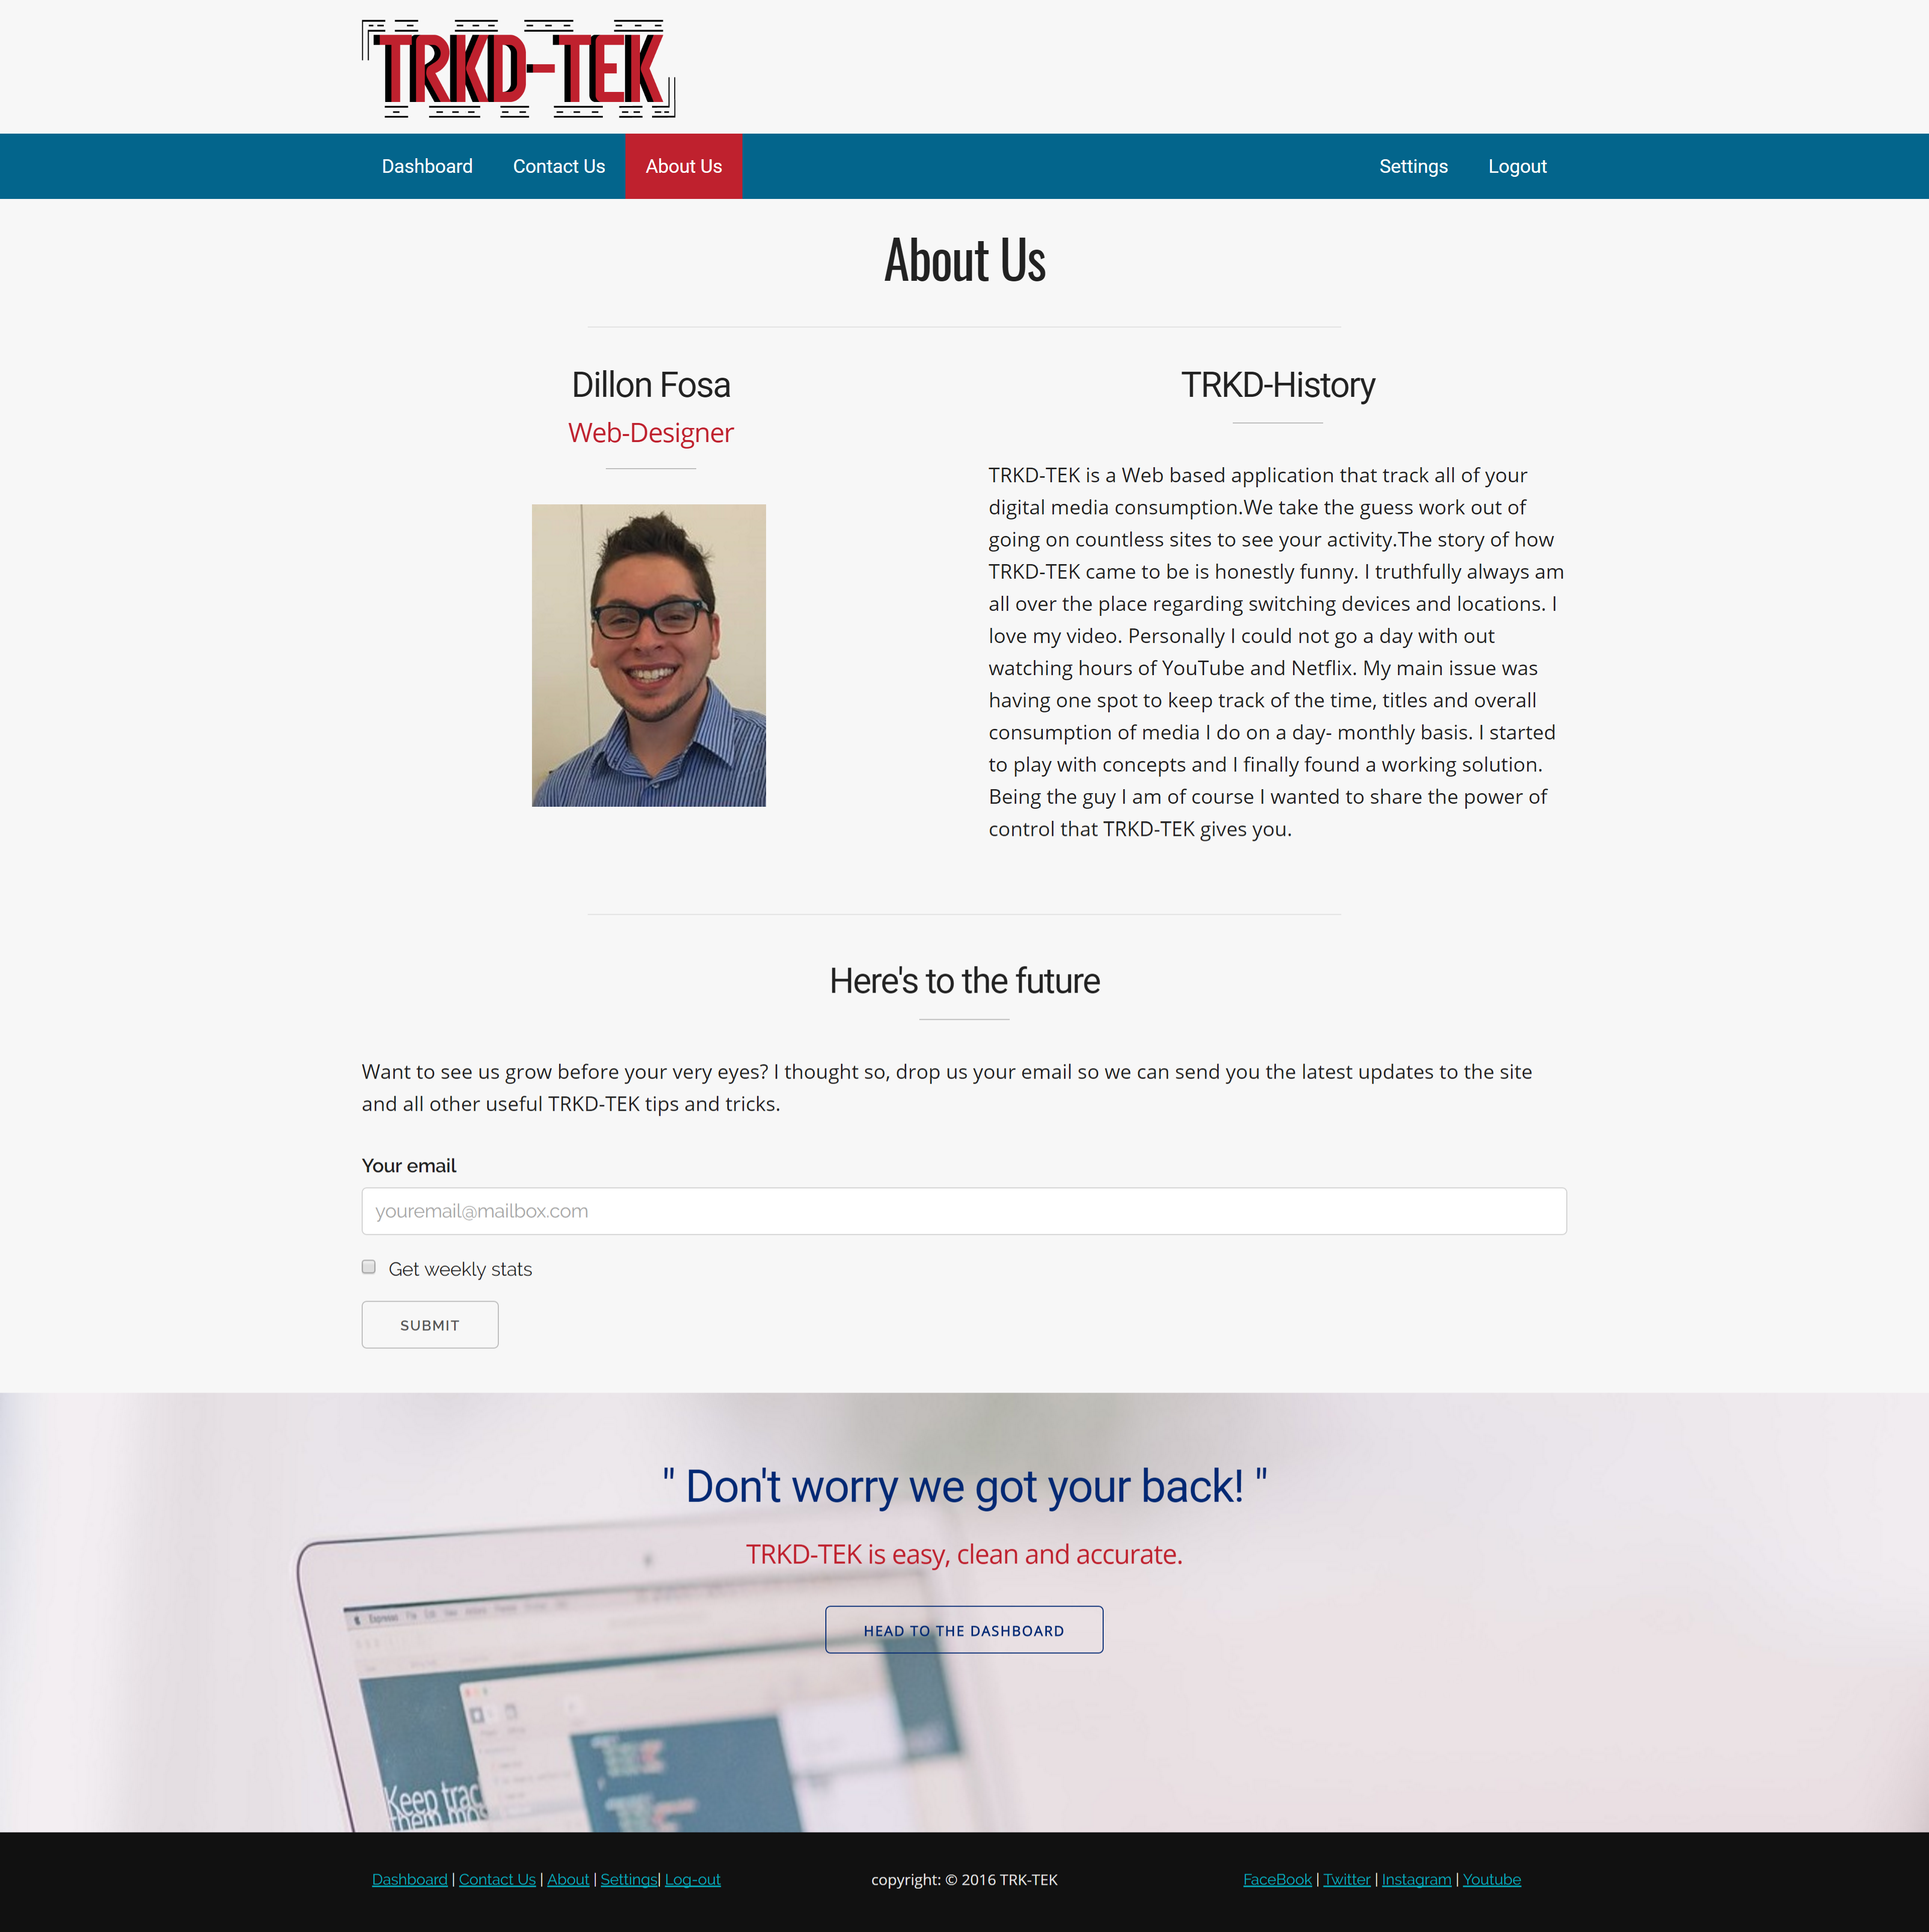 TRKD-TEK
Dashboard Contact Us About Us Settings Logout
About Us
Dillon Fosa
Web-Designer
TRKD-History
TRKD-TEK is a Web based application that track all of your
digital media consumption.We take the guess work out of
going on countless sites to see your activity.The story of how
TRKD-TEK came to be is honestly funny. I truthfully always am
all over the place regarding switching devices and locations. I
love my video. Personally I could not go a day with out
watching hours of YouTube and Netflix. My main issue was
having one spot to keep track of the time, titles and overall
consumption of media I do on a day- monthly basis. I started
to play with concepts and I finally found a working solution.
Being the guy I am of course I wanted to share the power of
control that TRKD-TEK gives you.
Here's to the future
Want to see us grow before your very eyes? I thought so, drop us your email so we can send you the latest updates to the site
and all other useful TRKD-TEK tips and tricks.
Your email
youremail@mailbox.com
Get weekly stats
SUBMIT
" Don't worry we got your back! "
TRKD-TEK is easy, clean and accurate.
HEAD TO THE DASHBOARD
Espresso File Edit View
Keep trac
them mos
Dashboard | Contact Us | About | Settings| Log-out
copyright: © 2016 TRK-TEK
FaceBook | Twitter | Instagram | Youtube